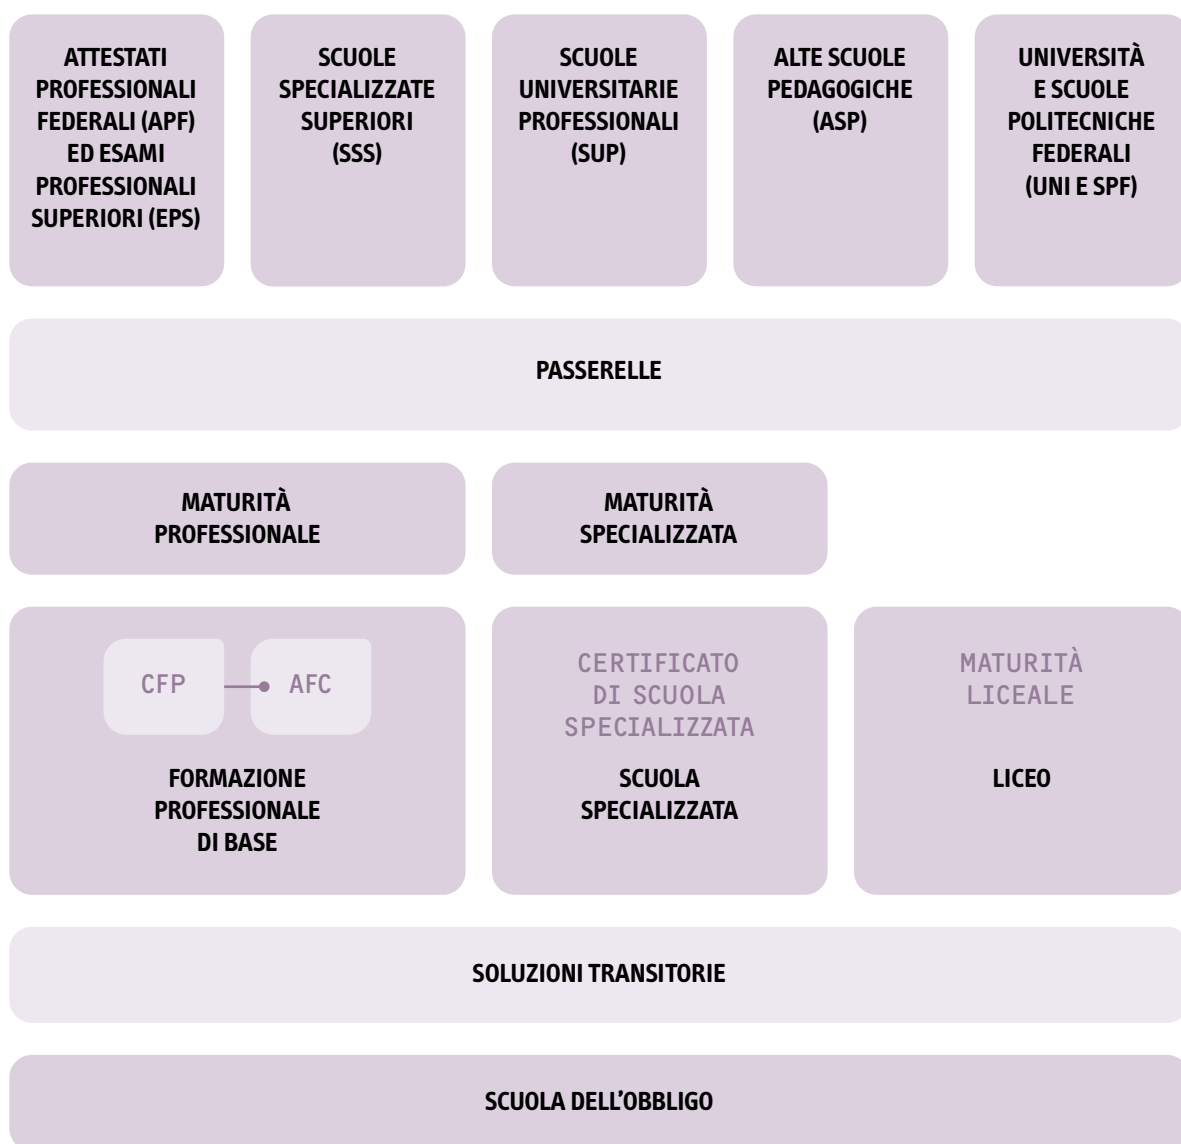 ATTESTATI
PROFESSIONALI
FEDERALI (APF)
ED ESAMI
PROFESSIONALI
SUPERIORI (EPS)
SCUOLE
SPECIALIZZATE
SUPERIORI
(SSS)
SCUOLE
UNIVERSITARIE
PROFESSIONALI
(SUP)
ALTE SCUOLE
PEDAGOGICHE
(ASP)
UNIVERSITÀ
E SCUOLE
POLITECNICHE
FEDERALI
(UNI E SPF)
PASSERELLE
MATURITÀ
PROFESSIONALE
MATURITÀ
SPECIALIZZATA
CFP
AFC
FORMAZIONE
PROFESSIONALE
DI BASE
CERTIFICATO
DI SCUOLA
SPECIALIZZATA
SCUOLA
SPECIALIZZATA
MATURITÀ
LICEALE
LICEO
SOLUZIONI TRANSITORIE
SCUOLA DELL'OBBLIGO